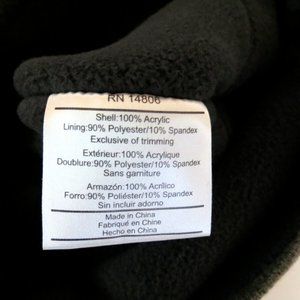 RN 14806
Shell:100% Acrylic
Lining:90% Polyester/10% Spandex
Exclusive of trimming
Extérieur:100% Acrylique
Doublure:90% Polyester/10% Spandex
Sans garniture
Armazón:100% Acrílico
Forro:90% Poliéster/10% Spandex
Sin incluir adorno
Made in China
Fabriqué en Chine
Hecho en China